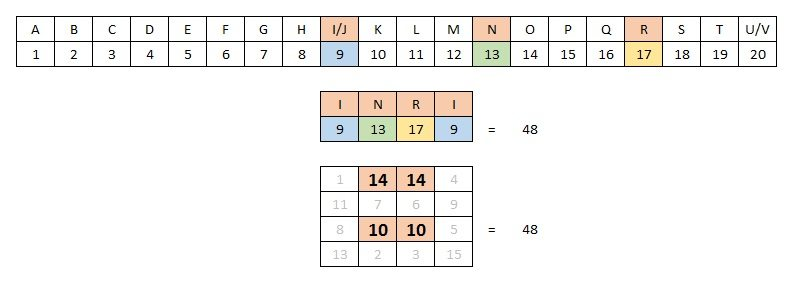 A B C D E F G H I/J K L M N O P Q R S T U/V
1 2 3 4 5 6 7 8 9 10 11 12 13 14 15 16 17 18 19 20
I N R I
9 13 17 9 = 48
1 14 14 4
11 7 6 9
8 10 10 5 = 48
13 2 3 15